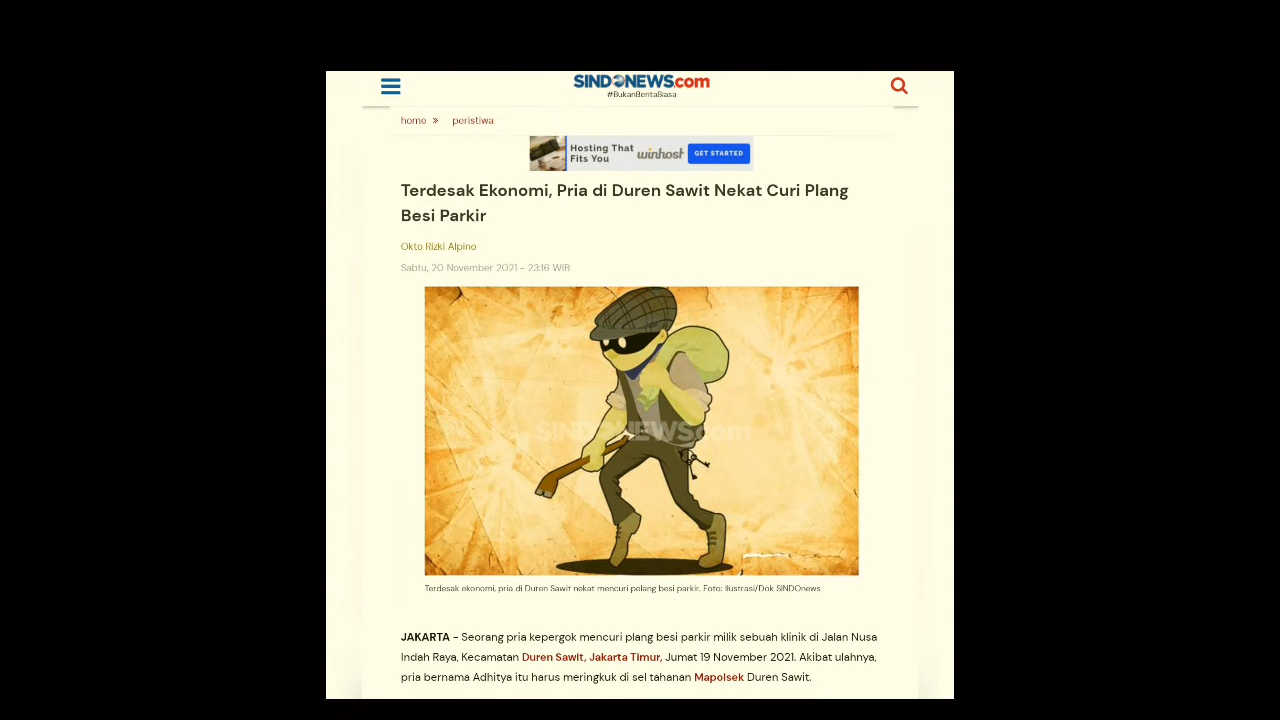 SINDONEWS.com
#BukanBeritaBiasa
home » peristiwa
Hosting That
Fits You
winhost
GET STARTED
Terdesak Ekonomi, Pria di Duren Sawit Nekat Curi Plang
Besi Parkir
Okto Rizki Alpino
Sabtu, 20 November 2021 - 23:16 WIB
SINDONEWS.com
Terdesak ekonomi, pria di Duren Sawit nekat mencuri pelang besi parkir. Foto: Ilustrasi/Dok SINDOnews
JAKARTA - Seorang pria kepergok mencuri plang besi parkir milik sebuah klinik di Jalan Nusa
Indah Raya, Kecamatan Duren Sawit, Jakarta Timur, Jumat 19 November 2021. Akibat ulahnya,
pria bernama Adhitya itu harus meringkuk di sel tahanan Mapolsek Duren Sawit.